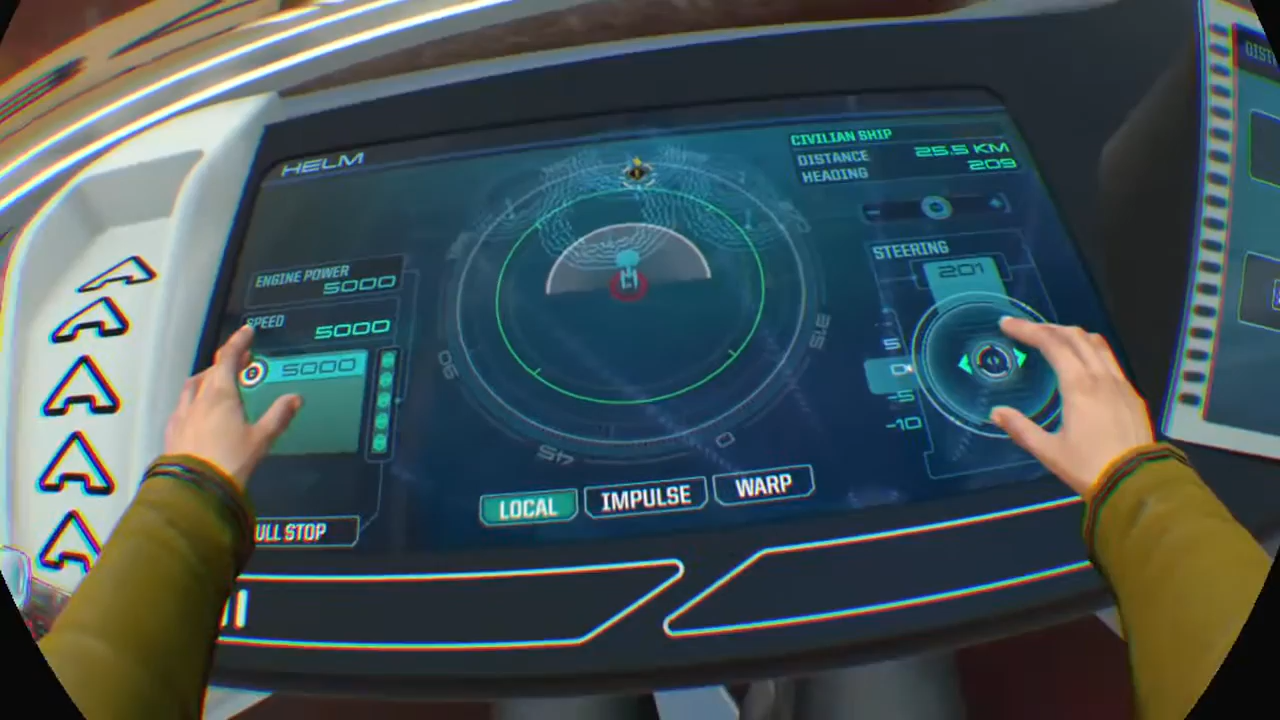 HELM
CIVILIAN SHIP
DISTANCE 25.5 KM
HEADING 209
ENGINE POWER
5000
SPEED
5000
5000
STEERING
201
5
0
-5
-10
90
315
45
0
LOCAL
IMPULSE
WARP
ULL STOP